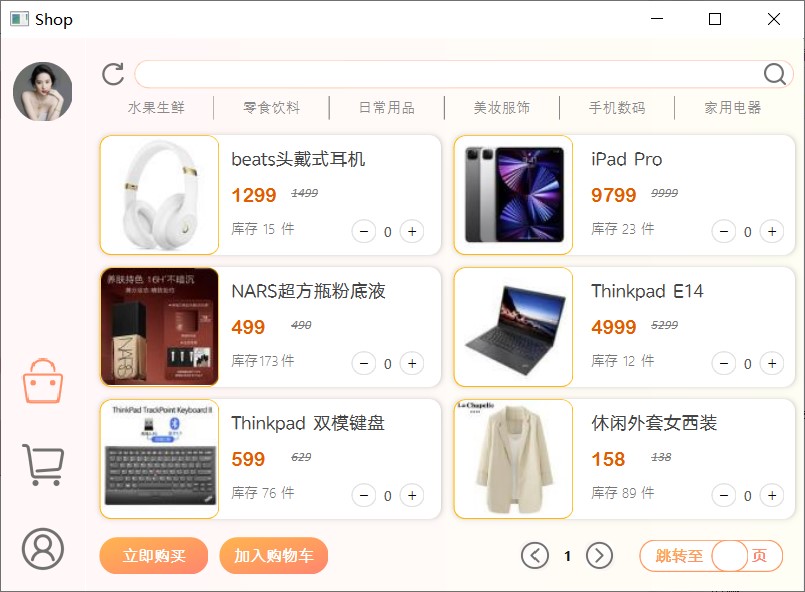 Shop
水果生鲜 零食饮料 日常用品 美妆服饰 手机数码 家用电器
beats头戴式耳机
1299 1499
库存 15 件 − 0 +
iPad Pro
9799 9999
库存 23 件 − 0 +
养肤持色 16H+不暗沉
NARS
NARS超方瓶粉底液
499 490
库存 173 件 − 0 +
Thinkpad E14
4999 5299
库存 12 件 − 0 +
ThinkPad TrackPoint Keyboard II
Thinkpad 双模键盘
599 629
库存 76 件 − 0 +
La Chapelle
休闲外套女西装
158 138
库存 89 件 − 0 +
立即购买 加入购物车 1 跳转至 页